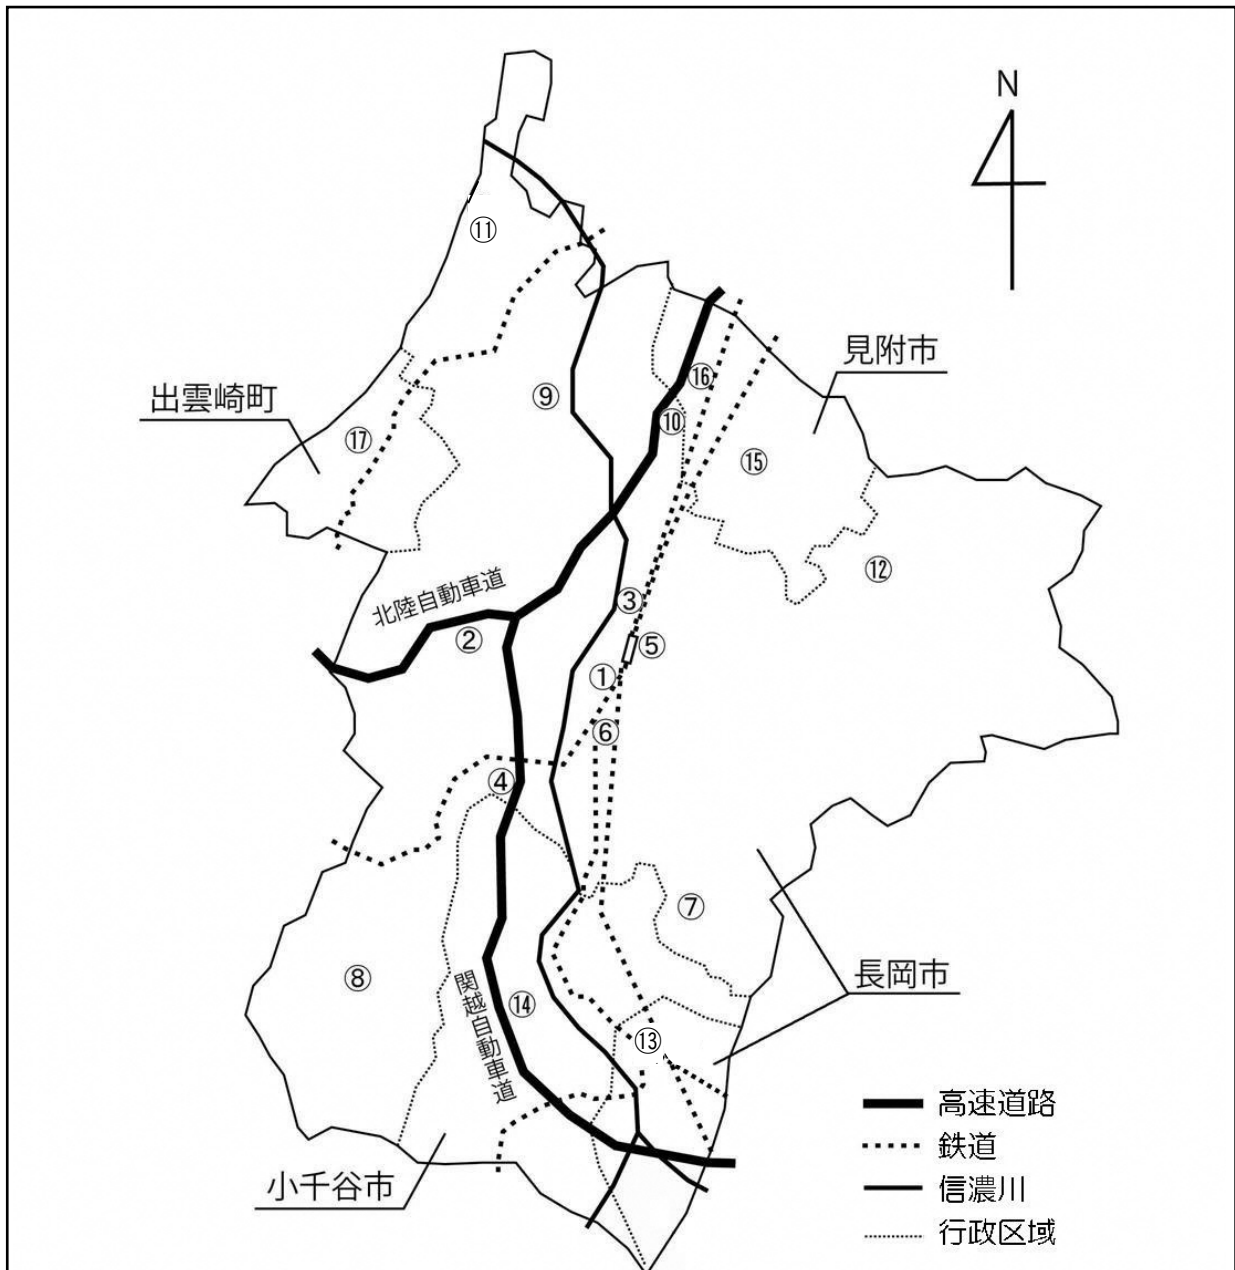 N
⑪
見附市
⑯
出雲崎町
⑨
⑩
⑰
⑮
⑫
北陸自動車道
③
②
⑤
①
⑥
④
⑦
長岡市
⑧
関越自動車道
⑭
⑬
高速道路
鉄道
小千谷市
信濃川
行政区域